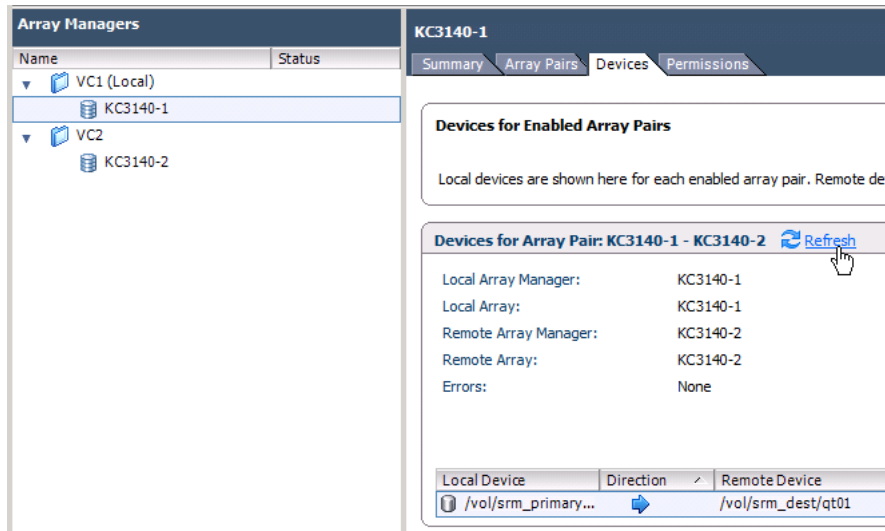 Array Managers
Name Status
VC1 (Local)
KC3140-1
VC2
KC3140-2
KC3140-1
Summary Array Pairs Devices Permissions
Devices for Enabled Array Pairs
Local devices are shown here for each enabled array pair. Remote de
Devices for Array Pair: KC3140-1 - KC3140-2 Refresh
Local Array Manager: KC3140-1
Local Array: KC3140-1
Remote Array Manager: KC3140-2
Remote Array: KC3140-2
Errors: None
Local Device Direction Remote Device
/vol/srm_primary... /vol/srm_dest/qt01